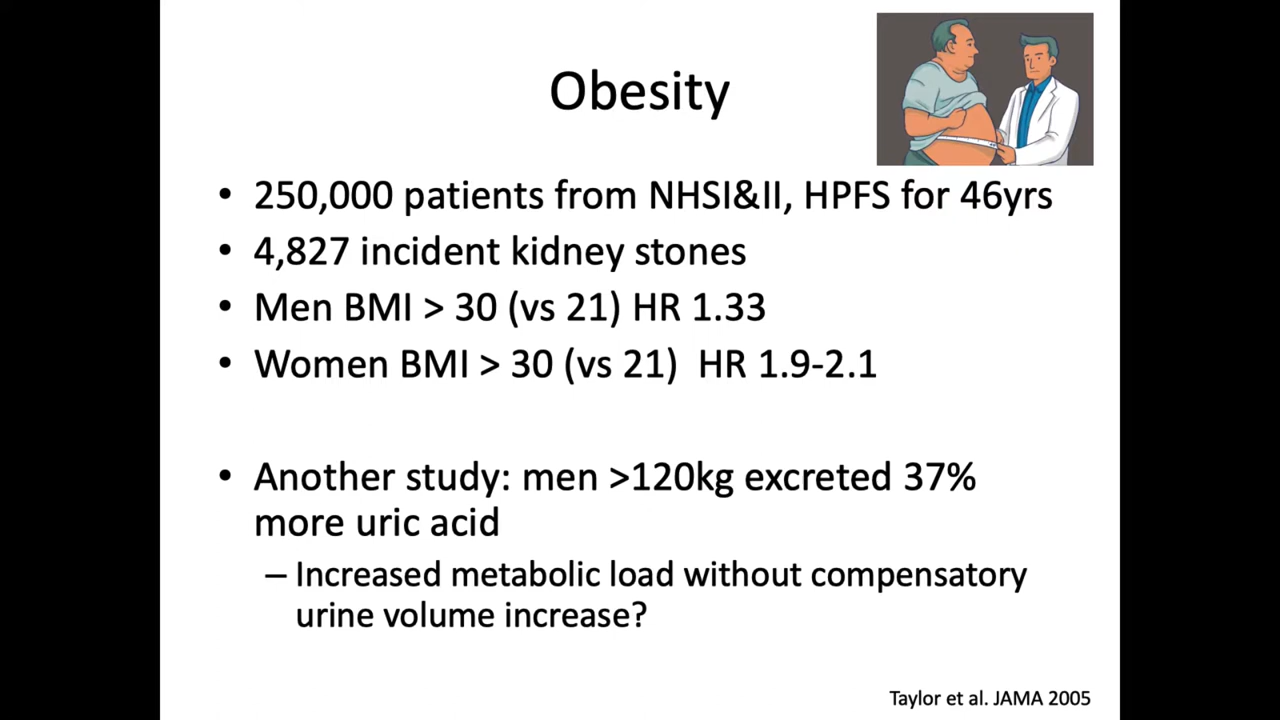 Obesity
• 250,000 patients from NHSI&II, HPFS for 46yrs
• 4,827 incident kidney stones
• Men BMI > 30 (vs 21) HR 1.33
• Women BMI > 30 (vs 21)  HR 1.9-2.1
• Another study: men >120kg excreted 37%
more uric acid
– Increased metabolic load without compensatory
urine volume increase?
Taylor et al. JAMA 2005